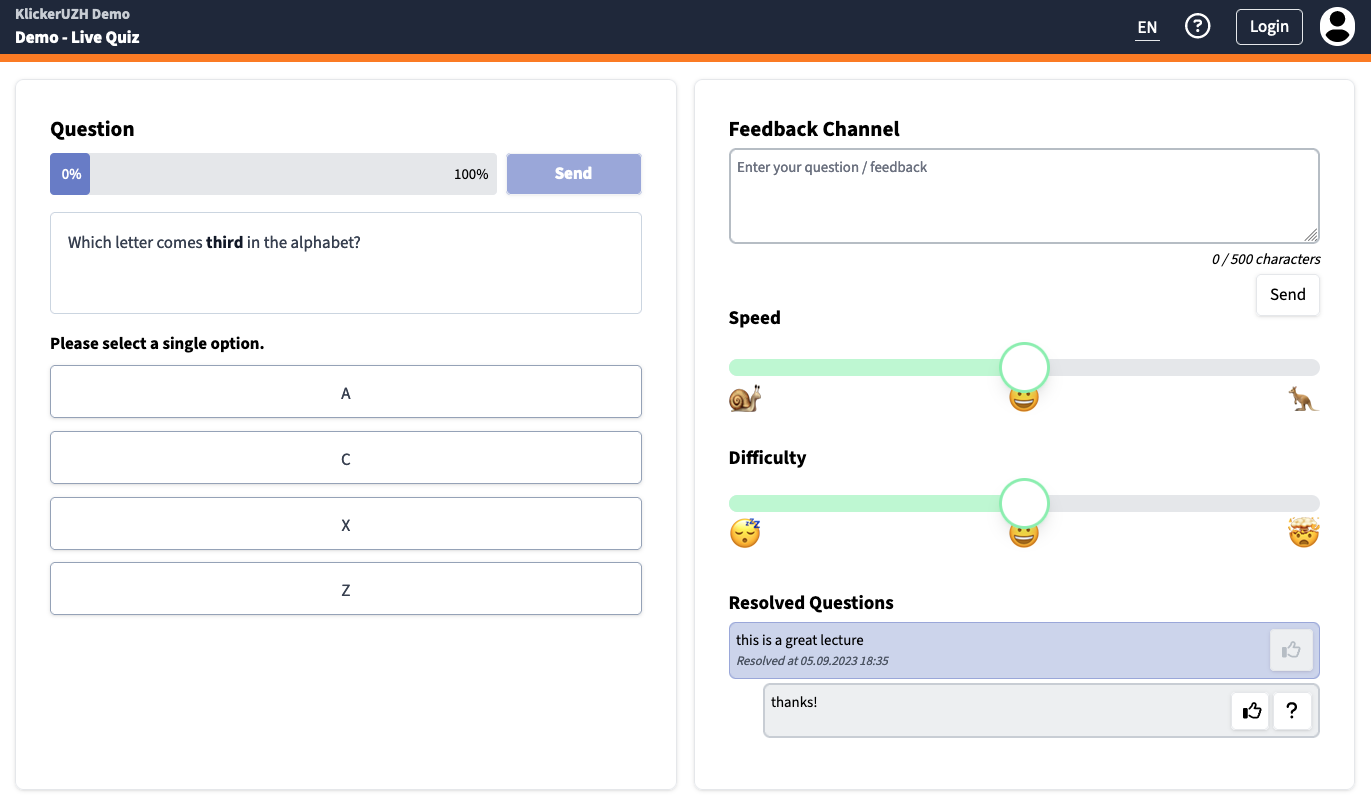 KlickerUZH Demo
Demo - Live Quiz
EN
Login
Question
0%
100%
Send
Which letter comes third in the alphabet?
Please select a single option.
A
C
X
Z
Feedback Channel
Enter your question / feedback
0 / 500 characters
Send
Speed
Difficulty
Resolved Questions
this is a great lecture
Resolved at 05.09.2023 18:35
thanks!
?